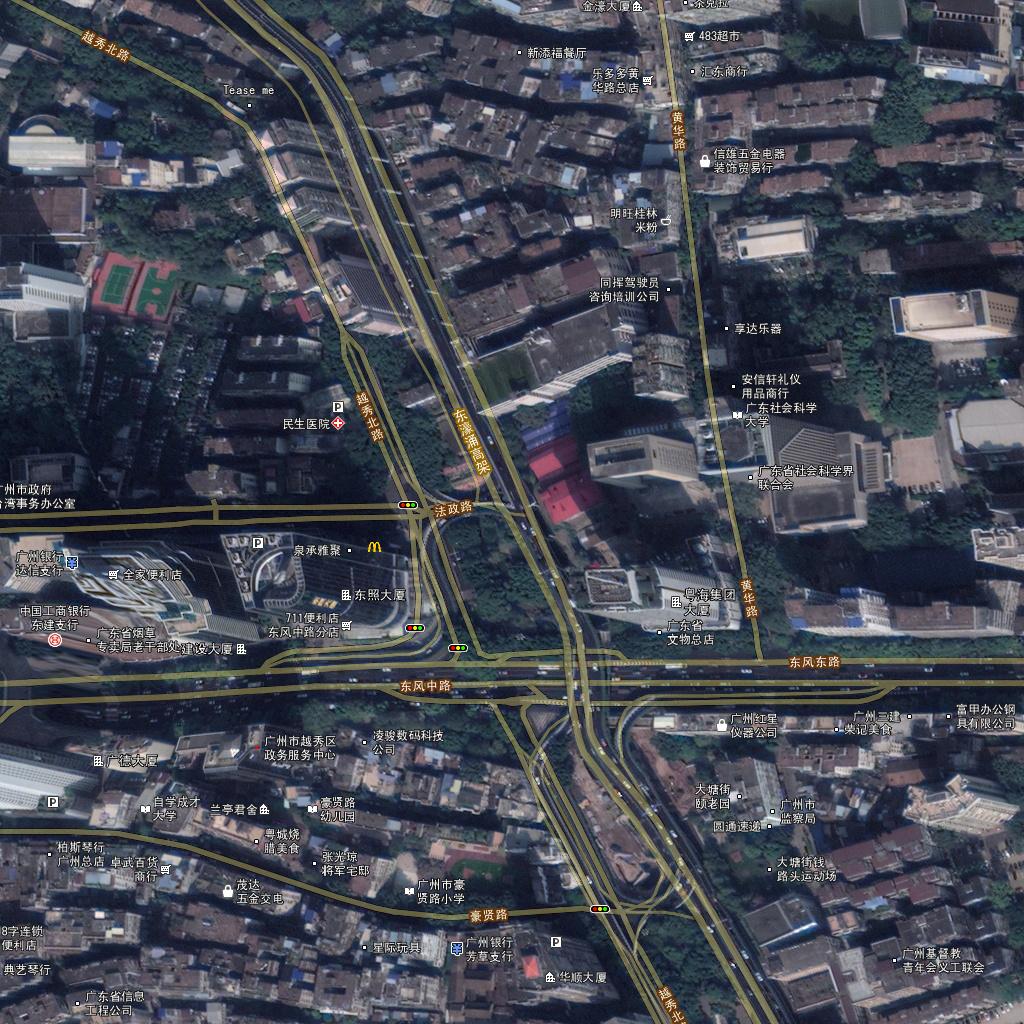 金濠大厦
茶克拉
越秀北路
483超市
新添福餐厅
乐多多黄
华路总店
汇东商行
Tease me
黄华路
信雄五金电器
装饰贸易行
明旺桂林
米粉
同挥驾驶员
咨询培训公司
享达乐器
安信轩礼仪
用品商行
广东社会科学
大学
越秀北路
东濠涌高架
民生医院
广东省社会科学界
联合会
广州市政府
台湾事务办公室
法政路
泉承雅聚
广州银行
达信支行
全家便利店
东照大厦
粤海集团
大厦
黄华路
中国工商银行
东建支行
711便利店
东风中路分店
广东省烟草
专卖局老干部处
建设大厦
广东省
文物总店
东风东路
东风中路
富甲办公钢
具有限公司
广州红星
仪器公司
广州二建
荣记美食
凌骏数码科技
公司
广州市越秀区
政务服务中心
广德大厦
大塘街
颐老园
自学成才
大学
兰亭君舍
豪贤路
幼儿园
广州市
监察局
圆通速递
粤城烧
腊美食
柏斯琴行
广州总店
卓武百货
商行
张光琼
将军宅邸
大塘街钱
路头运动场
茂达
五金交电
广州市豪
贤路小学
豪贤路
8字连锁
便利店
星际玩具
广州银行
芳草支行
广州基督教
青年会义工联会
典艺琴行
华顺大厦
广东省信息
工程公司
越秀北